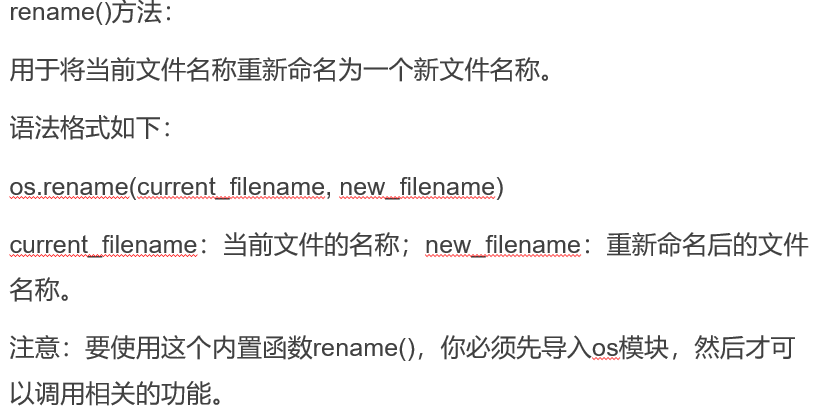 rename()方法：
用于将当前文件名称重新命名为一个新文件名称。
语法格式如下：
os.rename(current_filename, new_filename)
current_filename：当前文件的名称；new_filename：重新命名后的文件
名称。
注意：要使用这个内置函数rename()，你必须先导入os模块，然后才可
以调用相关的功能。